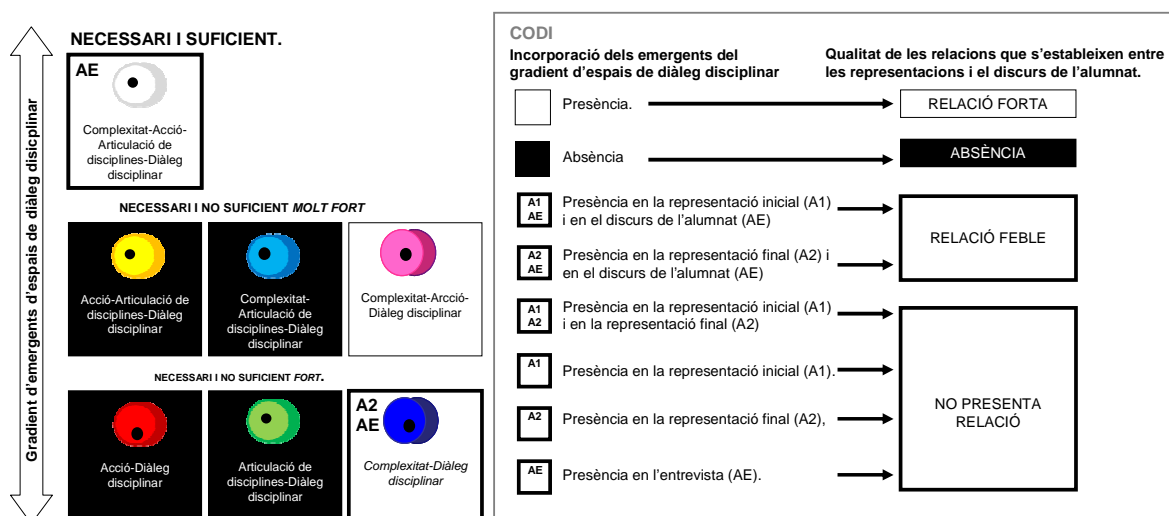 Gradient d'emergents d'espais de diàleg disicplinar
NECESSARI I SUFICIENT.
AE
Complexitat-Acció-
Articulació de
disciplines-Diàleg
disciplinar
NECESSARI I NO SUFICIENT MOLT FORT
Acció-Articulació de
disciplines-Diàleg
disciplinar
Complexitat-
Articulació de
disciplines-Diàleg
disciplinar
Complexitat-Arcció-
Diàleg disciplinar
NECESSARI I NO SUFICIENT FORT.
Acció-Diàleg
disciplinar
Articulació de
disciplines-Diàleg
disciplinar
A2
AE
Complexitat-Diàleg
disciplinar
CODI
Incorporació dels emergents del
gradient d'espais de diàleg disciplinar
Qualitat de les relacions que s'estableixen entre
les representacions i el discurs de l'alumnat.
Presència.
RELACIÓ FORTA
Absència
ABSÈNCIA
A1
AE
Presència en la representació inicial (A1)
i en el discurs de l'alumnat (AE)
A2
AE
Presència en la representació final (A2) i
en el discurs de l'alumnat (AE)
RELACIÓ FEBLE
A1
A2
Presència en la representació inicial (A1)
i en la representació final (A2)
A1
Presència en la representació inicial (A1).
A2
Presència en la representació final (A2),
AE
Presència en l'entrevista (AE).
NO PRESENTA
RELACIÓ